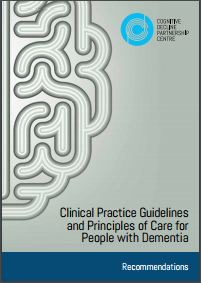 COGNITIVE
DECLINE
PARTNERSHIP
CENTRE
Clinical Practice Guidelines
and Principles of Care for
People with Dementia
Recommendations